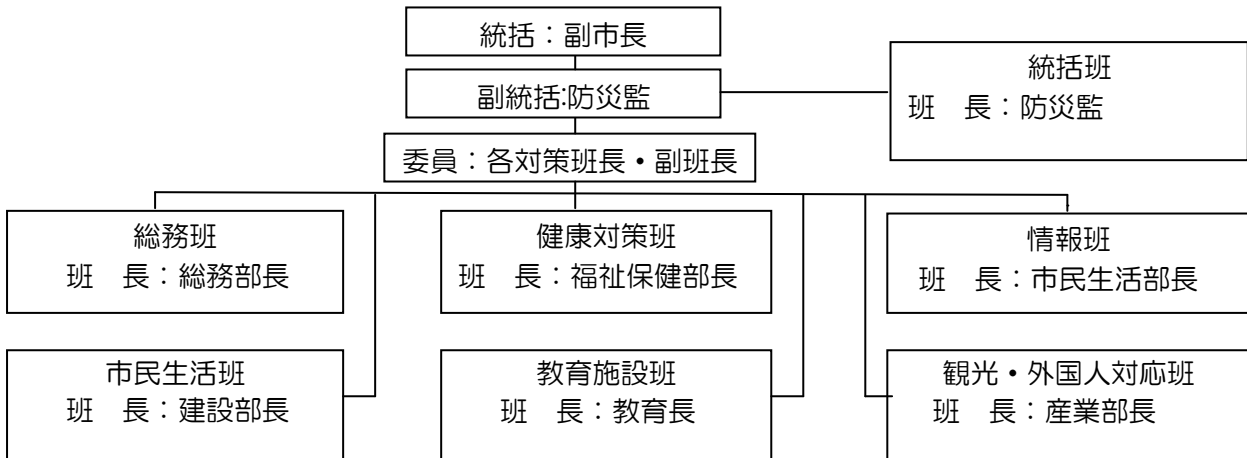 統括：副市長
副統括:防災監
統括班
班　長：防災監
委員：各対策班長・副班長
総務班
班　長：総務部長
健康対策班
班　長：福祉保健部長
情報班
班　長：市民生活部長
市民生活班
班　長：建設部長
教育施設班
班　長：教育長
観光・外国人対応班
班　長：産業部長